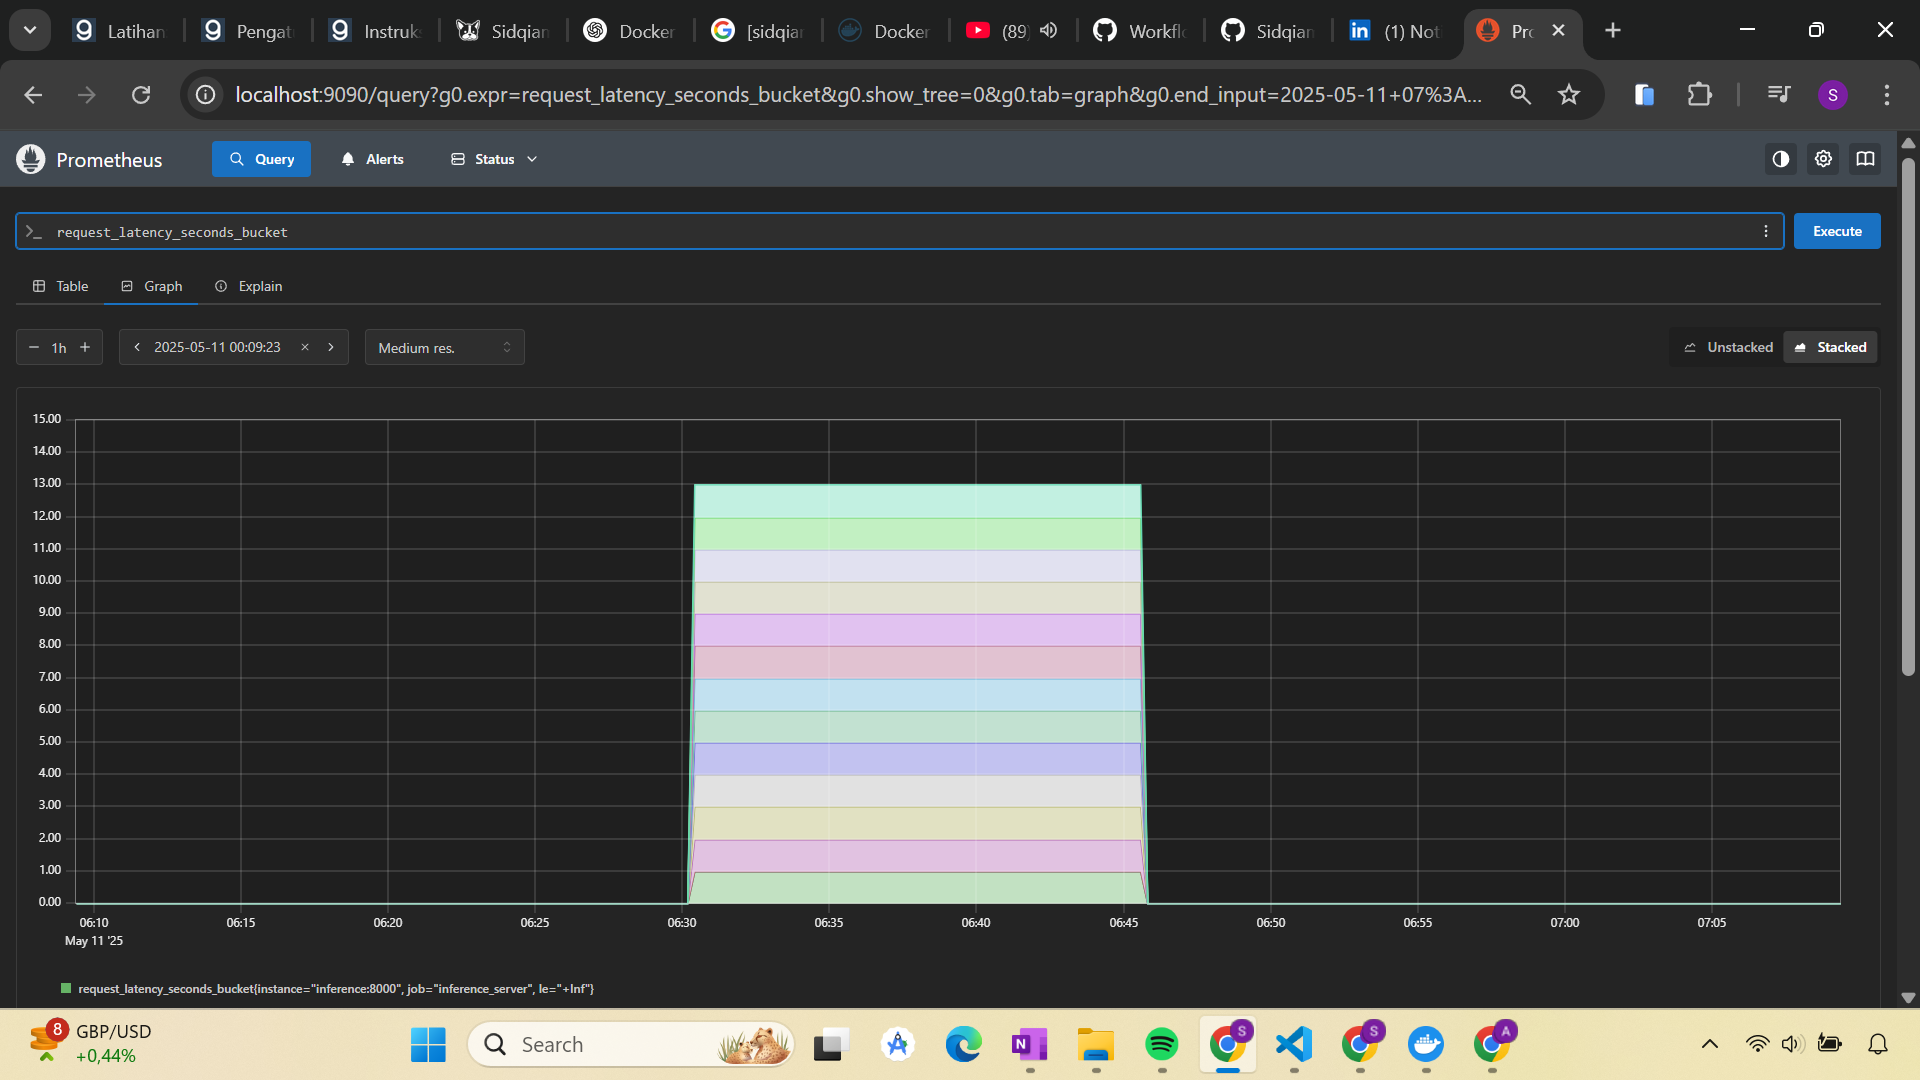 Latihan
Pengat
Instruk
Sidqian
Docker
[sidqian
Docker
(89)
Workfl
Sidqian
(1) Not
Pro
localhost:9090/query?g0.expr=request_latency_seconds_bucket&g0.show_tree=0&g0.tab=graph&g0.end_input=2025-05-11+07%3A...
S
Prometheus
Query
Alerts
Status
request_latency_seconds_bucket
Execute
Table
Graph
Explain
1h
2025-05-11 00:09:23
Medium res.
Unstacked
Stacked
15.00
14.00
13.00
12.00
11.00
10.00
9.00
8.00
7.00
6.00
5.00
4.00
3.00
2.00
1.00
0.00
06:10 06:15 06:20 06:25 06:30 06:35 06:40 06:45 06:50 06:55 07:00 07:05
May 11 '25
request_latency_seconds_bucket{instance="inference:8000", job="inference_server", le="+Inf"}
8
GBP/USD
+0,44%
Search
N
S
S
A